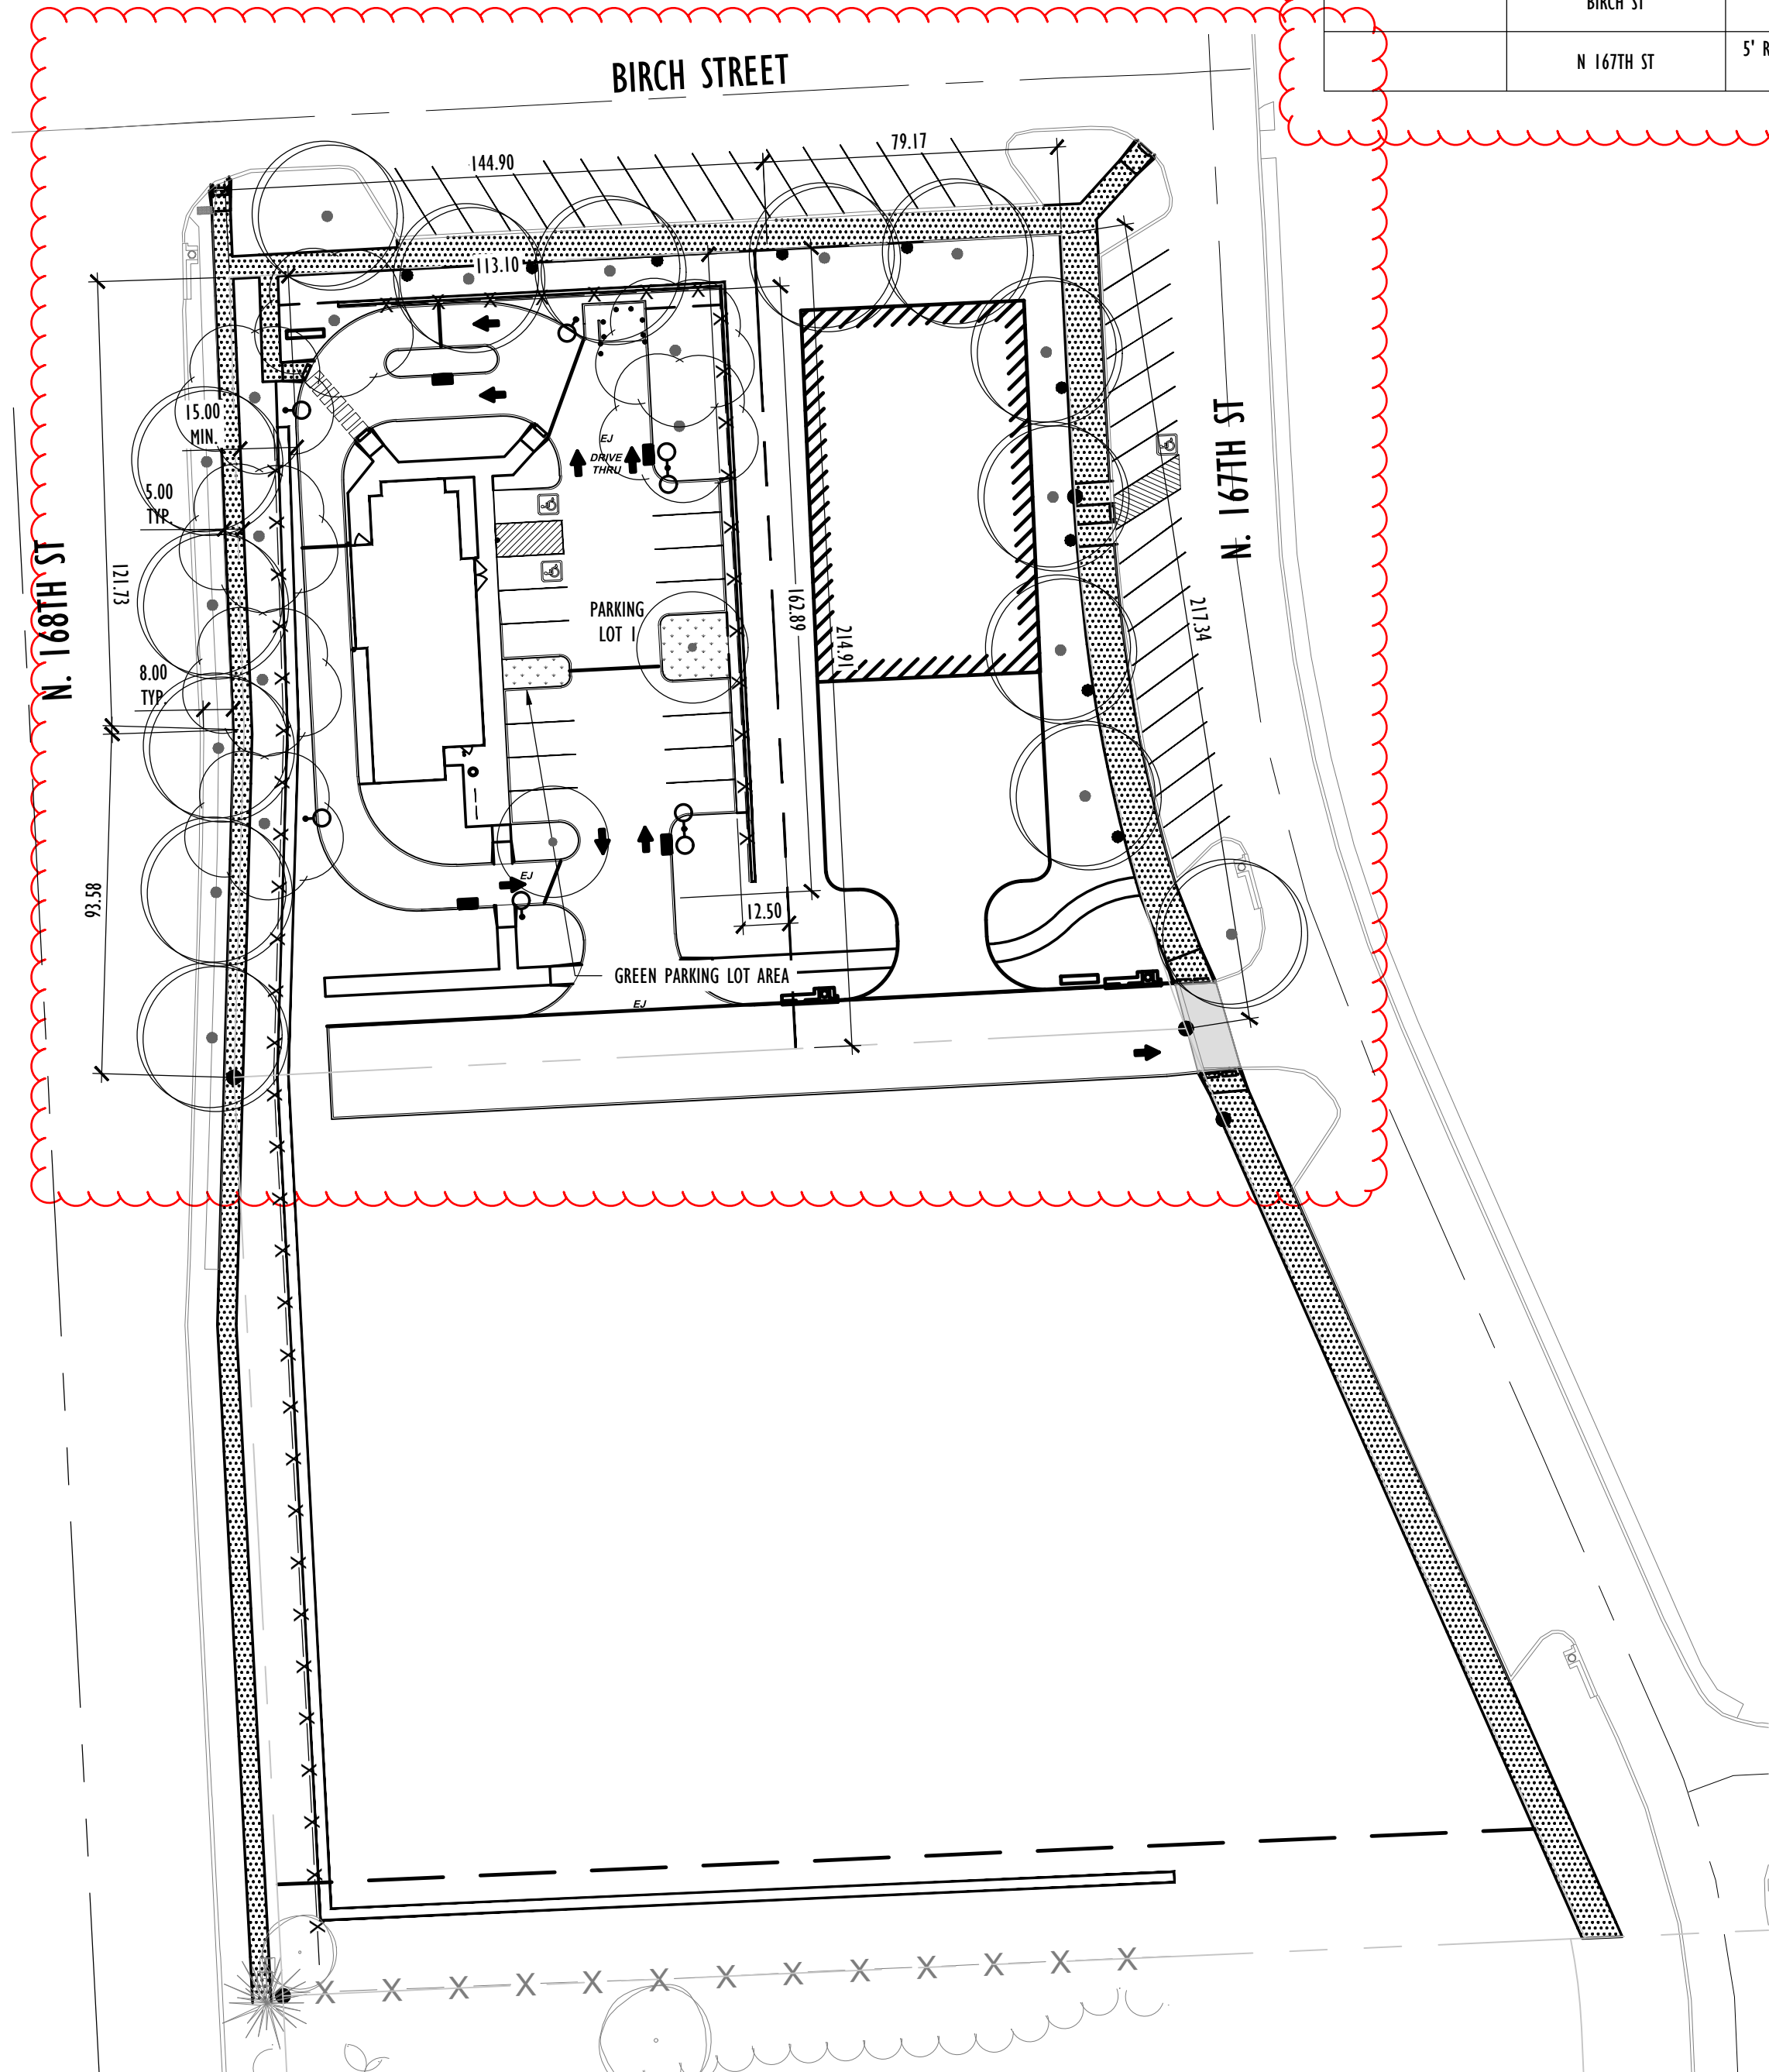 BIRCH ST
N 167TH ST
5' R
BIRCH STREET
144.90
79.17
113.10
15.00
MIN.
5.00
TYP.
EJ
DRIVE
THRU
N. 167TH ST
N. 168TH ST
121.73
PARKING
LOT 1
162.89
214.91
217.34
8.00
TYP.
93.58
EJ
12.50
GREEN PARKING LOT AREA
EJ